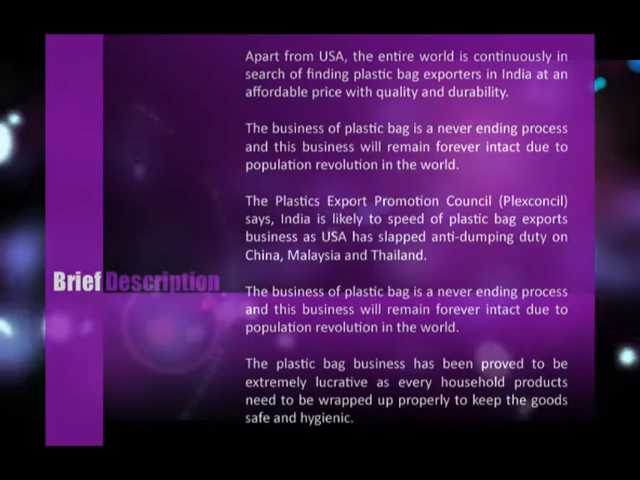 Apart from USA, the entire world is continuously in
search of finding plastic bag exporters in India at an
affordable price with quality and durability.
The business of plastic bag is a never ending process
and this business will remain forever intact due to
population revolution in the world.
The Plastics Export Promotion Council (Plexconcil)
says, India is likely to speed of plastic bag exports
business as USA has slapped anti-dumping duty on
China, Malaysia and Thailand.
Brief Description
The business of plastic bag is a never ending process
and this business will remain forever intact due to
population revolution in the world.
The plastic bag business has been proved to be
extremely lucrative as every household products
need to be wrapped up properly to keep the goods
safe and hygienic.